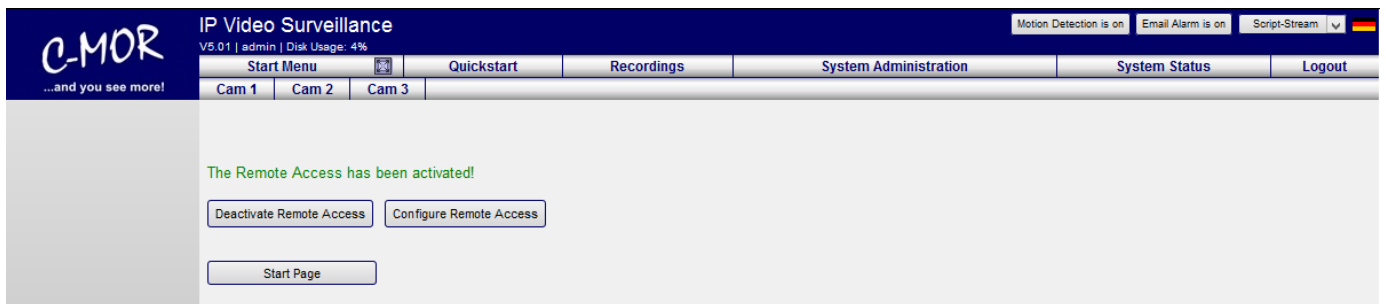 C-MOR
...and you see more!
IP Video Surveillance
V5.01 | admin | Disk Usage: 4%
Motion Detection is on
Email Alarm is on
Script-Stream
Start Menu
Quickstart
Recordings
System Administration
System Status
Logout
Cam 1
Cam 2
Cam 3
The Remote Access has been activated!
Deactivate Remote Access
Configure Remote Access
Start Page